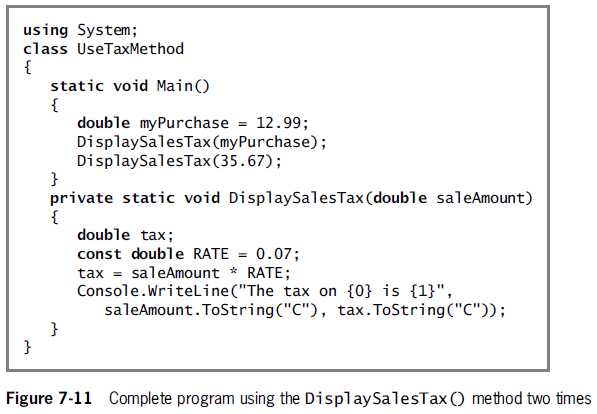 using System;
class UseTaxMethod
{
   static void Main()
   {
      double myPurchase = 12.99;
      DisplaySalesTax(myPurchase);
      DisplaySalesTax(35.67);
   }
   private static void DisplaySalesTax(double saleAmount)
   {
      double tax;
      const double RATE = 0.07;
      tax = saleAmount * RATE;
      Console.WriteLine("The tax on {0} is {1}",
         saleAmount.ToString("C"), tax.ToString("C"));
   }
}
Figure 7-11 Complete program using the DisplaySalesTax() method two times